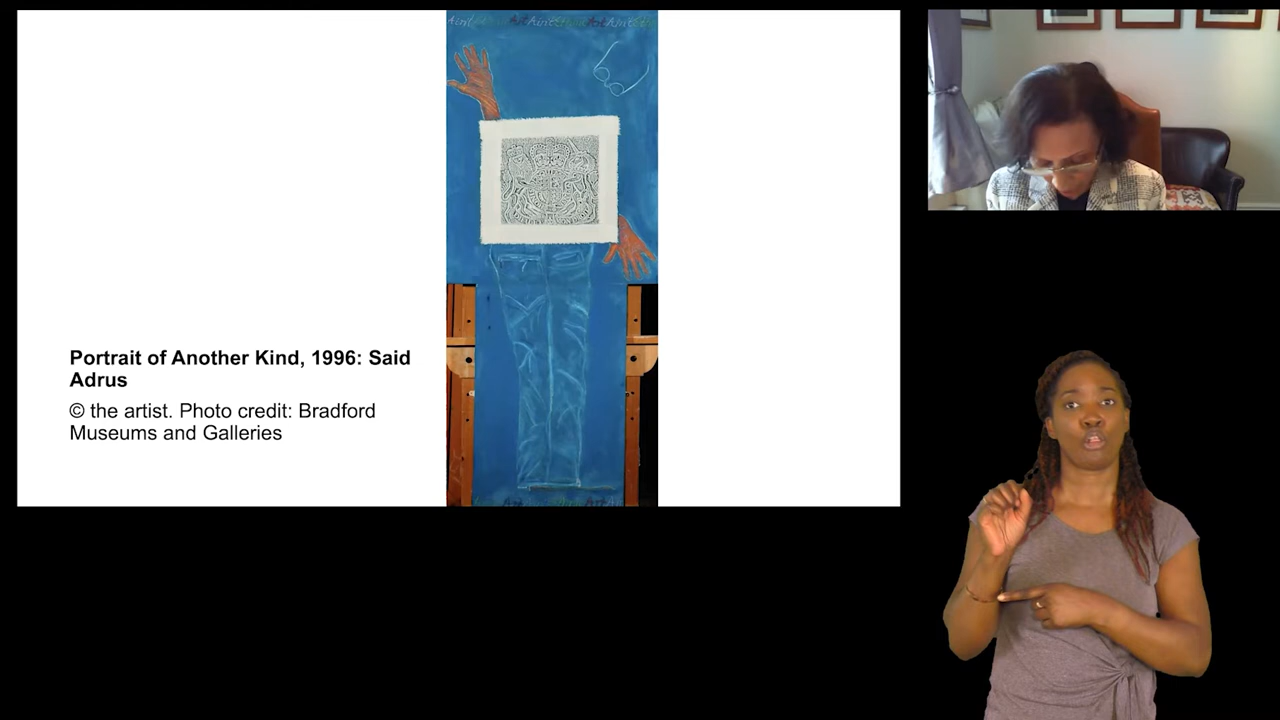 Portrait of Another Kind, 1996: Said
Adrus
© the artist. Photo credit: Bradford
Museums and Galleries